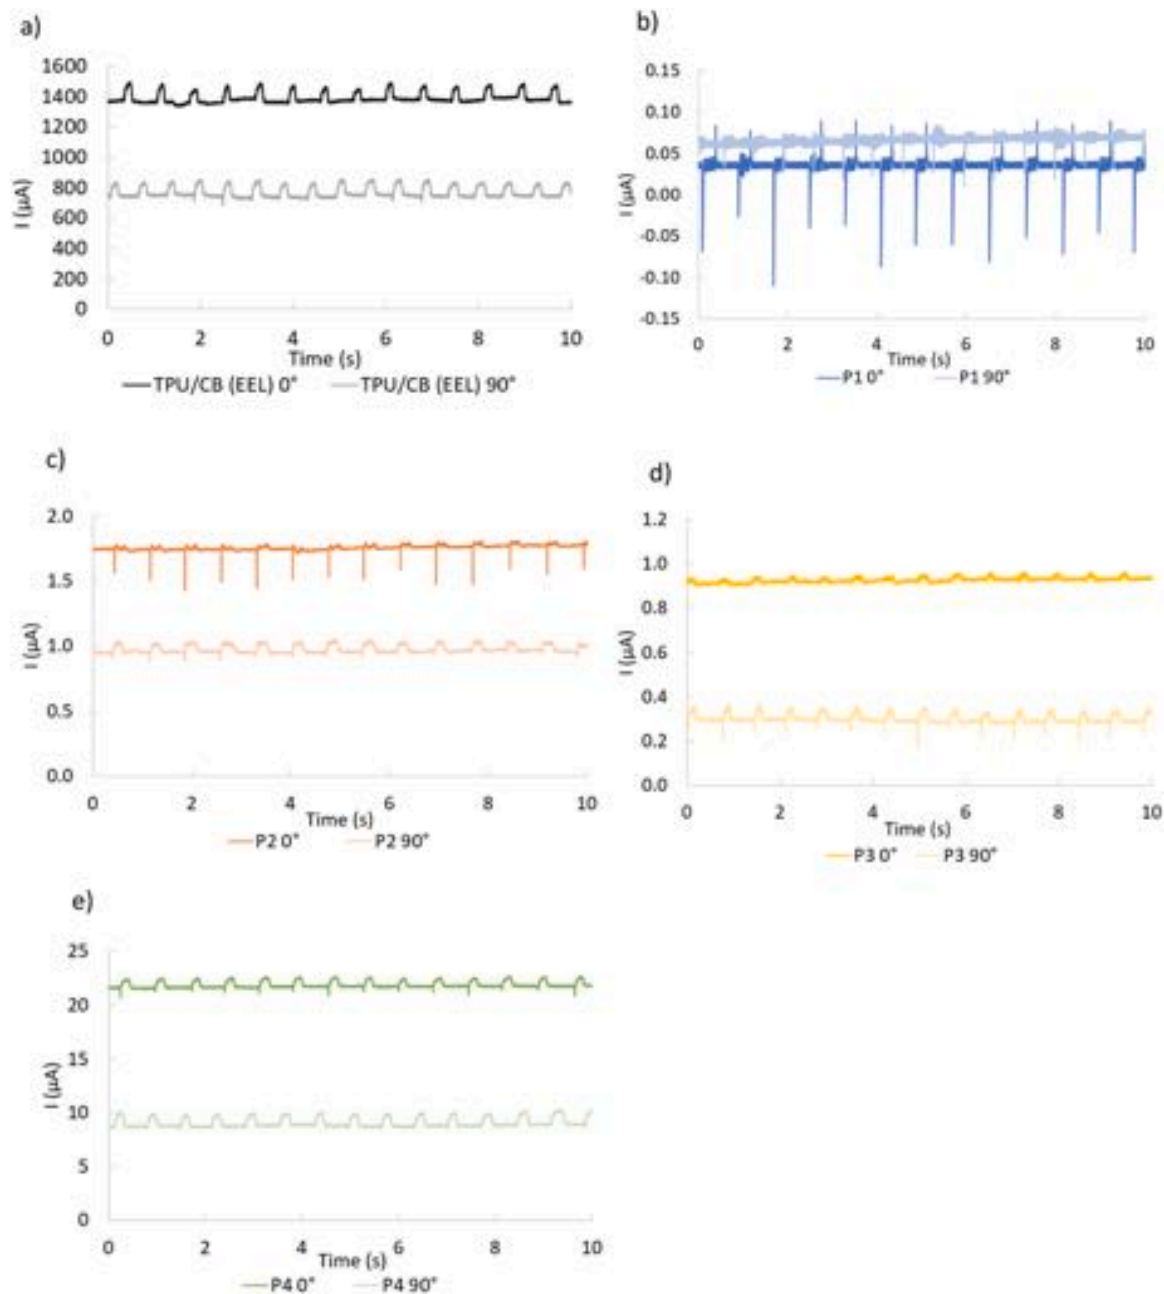 a)
1600
1400
1200
1000
800
600
400
200
0
I (µA)
0 2 4 6 8 10
Time (s)
TPU/CB (EEL) 0° TPU/CB (EEL) 90°
b)
0.15
0.10
0.05
0.00
-0.05
-0.10
-0.15
I (µA)
0 2 4 6 8 10
Time (s)
P1 0° P1 90°
c)
2.0
1.5
1.0
0.5
0.0
I (µA)
0 2 4 6 8 10
Time (s)
P2 0° P2 90°
d)
1.2
1.0
0.8
0.6
0.4
0.2
0.0
I (µA)
0 2 4 6 8 10
Time (s)
P3 0° P3 90°
e)
25
20
15
10
5
0
I (µA)
0 2 4 6 8 10
Time (s)
P4 0° P4 90°